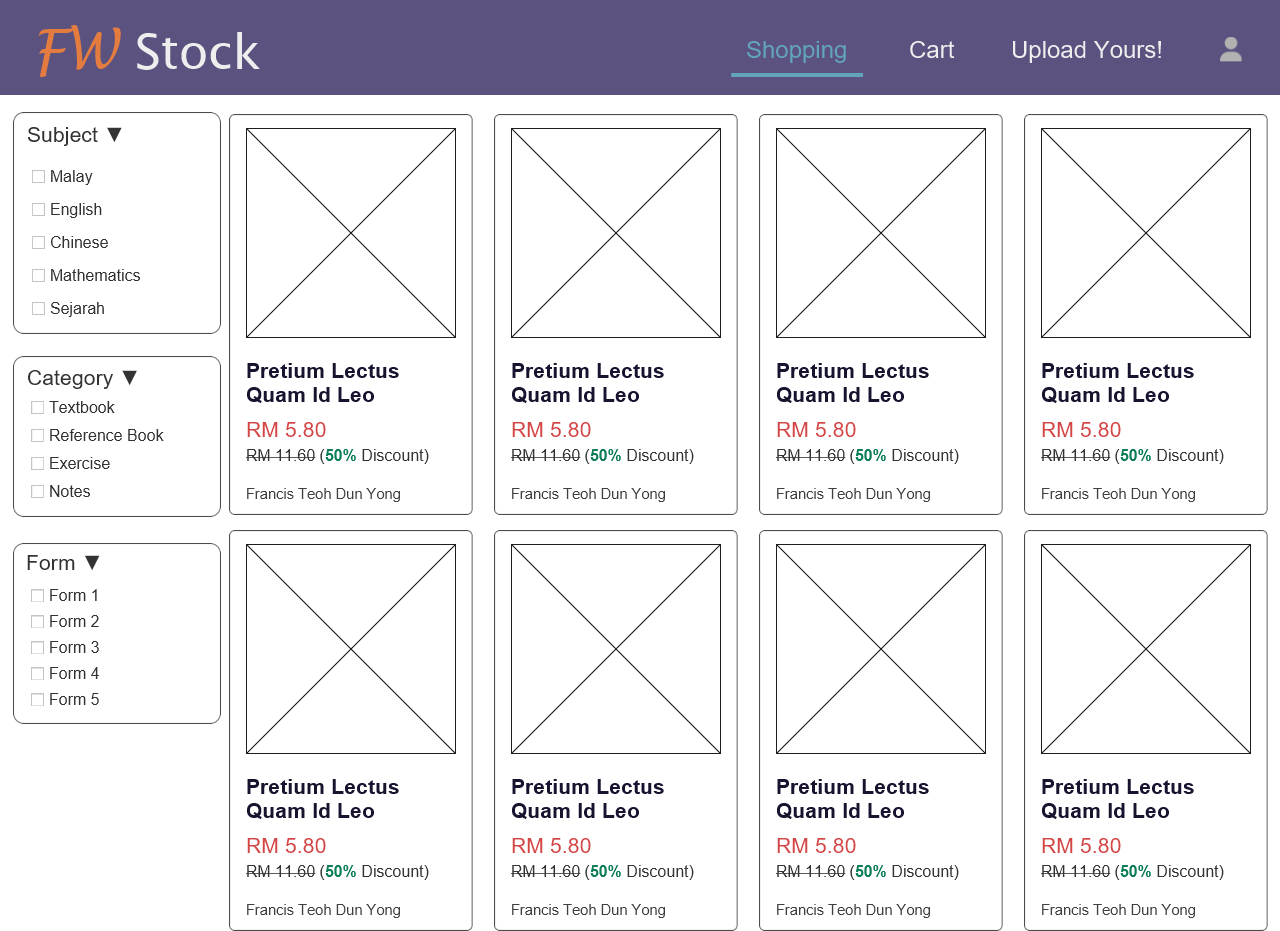 FW Stock
Shopping Cart Upload Yours!
Subject ▼
Malay
English
Chinese
Mathematics
Sejarah
Category ▼
Textbook
Reference Book
Exercise
Notes
Form ▼
Form 1
Form 2
Form 3
Form 4
Form 5
Pretium Lectus
Quam Id Leo
RM 5.80
RM 11.60 (50% Discount)
Francis Teoh Dun Yong
Pretium Lectus
Quam Id Leo
RM 5.80
RM 11.60 (50% Discount)
Francis Teoh Dun Yong
Pretium Lectus
Quam Id Leo
RM 5.80
RM 11.60 (50% Discount)
Francis Teoh Dun Yong
Pretium Lectus
Quam Id Leo
RM 5.80
RM 11.60 (50% Discount)
Francis Teoh Dun Yong
Pretium Lectus
Quam Id Leo
RM 5.80
RM 11.60 (50% Discount)
Francis Teoh Dun Yong
Pretium Lectus
Quam Id Leo
RM 5.80
RM 11.60 (50% Discount)
Francis Teoh Dun Yong
Pretium Lectus
Quam Id Leo
RM 5.80
RM 11.60 (50% Discount)
Francis Teoh Dun Yong
Pretium Lectus
Quam Id Leo
RM 5.80
RM 11.60 (50% Discount)
Francis Teoh Dun Yong